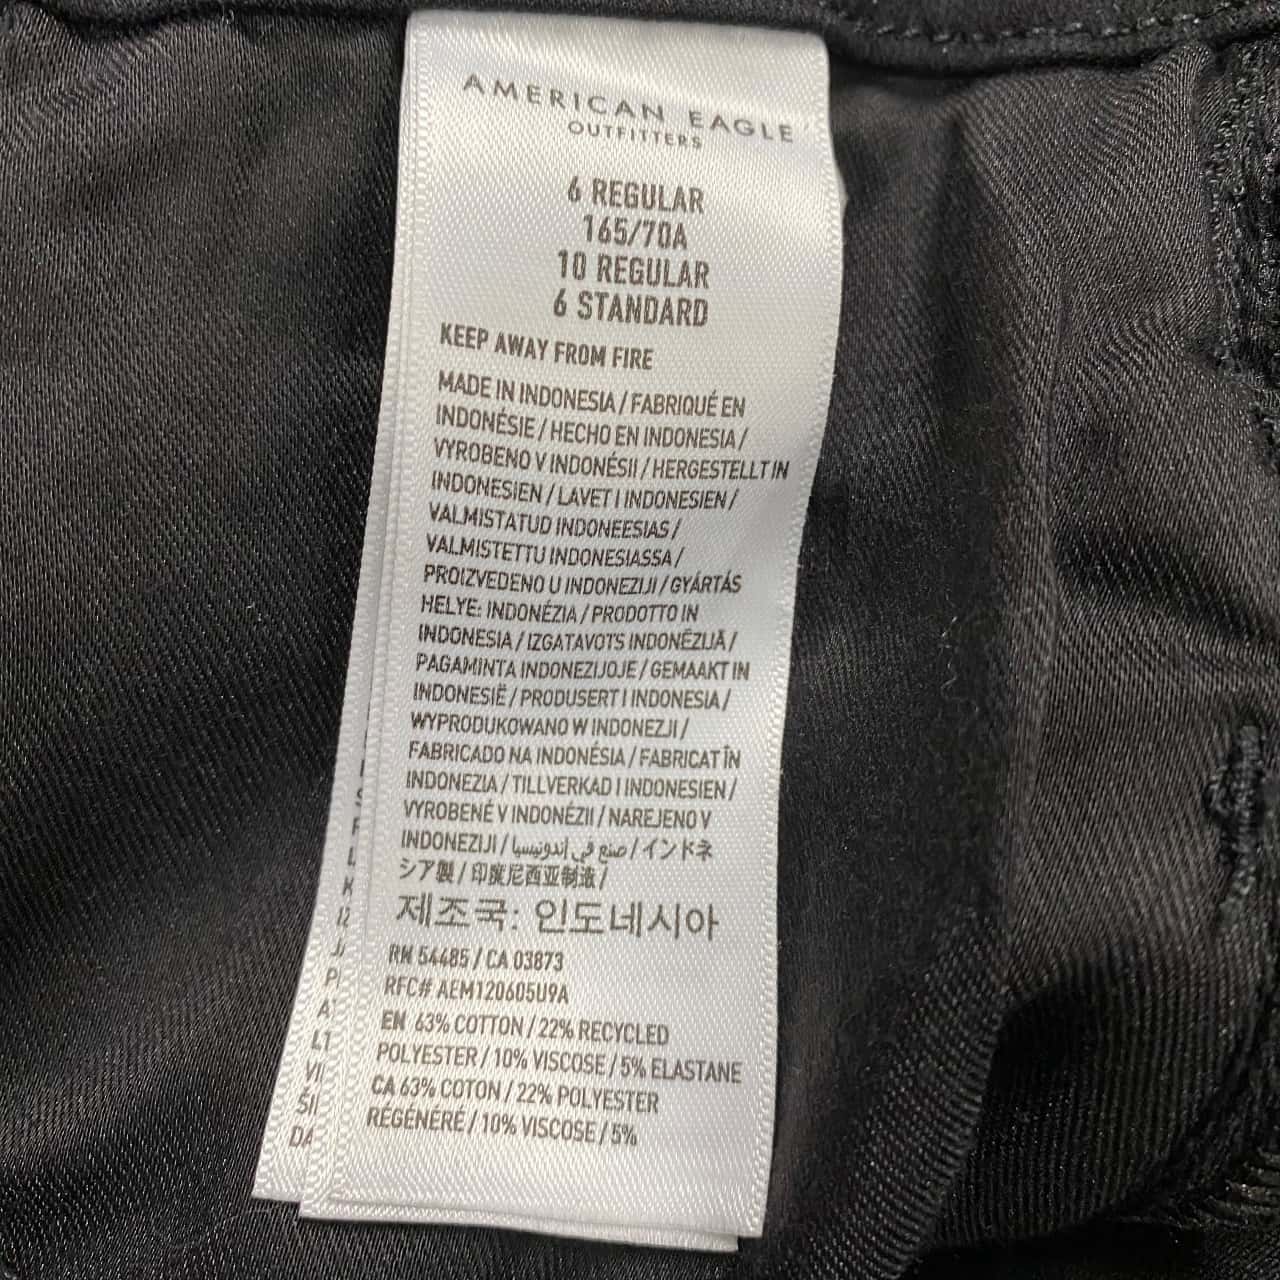 AMERICAN EAGLE
OUTFITTERS
6 REGULAR
165/70A
10 REGULAR
6 STANDARD
KEEP AWAY FROM FIRE
MADE IN INDONESIA / FABRIQUÉ EN
INDONÉSIE / HECHO EN INDONESIA /
VYROBENO V INDONÉSII / HERGESTELLT IN
INDONESIEN / LAVET I INDONESIEN /
VALMISTATUD INDONEESIAS /
VALMISTETTU INDONESIASSA /
PROIZVEDENO U INDONEZIJI / GYÁRTÁS
HELYE: INDONÉZIA / PRODOTTO IN
INDONESIA / IZGATAVOTS INDONĒZIJĀ /
PAGAMINTA INDONEZIJOJE / GEMAAKT IN
INDONESIË / PRODUSERT I INDONESIA /
WYPRODUKOWANO W INDONEZJI /
FABRICADO NA INDONÉSIA / FABRICAT ÎN
INDONEZIA / TILLVERKAD I INDONESIEN /
VYROBENÉ V INDONÉZII / NAREJENO V
INDONEZIJI / صنع في إندونيسيا / インドネ
シア製 / 印度尼西亚制造 /
제조국: 인도네시아
RN 54485 / CA 03873
RFC# AEM120605U9A
EN 63% COTTON / 22% RECYCLED
POLYESTER / 10% VISCOSE / 5% ELASTANE
CA 63% COTON / 22% POLYESTER
RÉGÉNÉRÉ / 10% VISCOSE / 5%